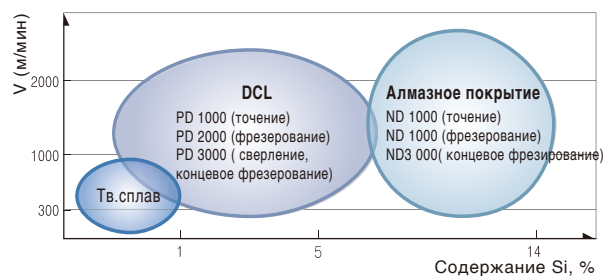 V (м/мин)
2000
1000
300
DCL
PD 1000 (точение)
PD 2000 (фрезерование)
PD 3000 ( сверление,
концевое фрезерование)
Алмазное покрытие
ND 1000 (точение)
ND 1000 (фрезерование)
ND3 000( концевое фрезирование)
Тв.сплав
1
5
14
Содержание Si, %